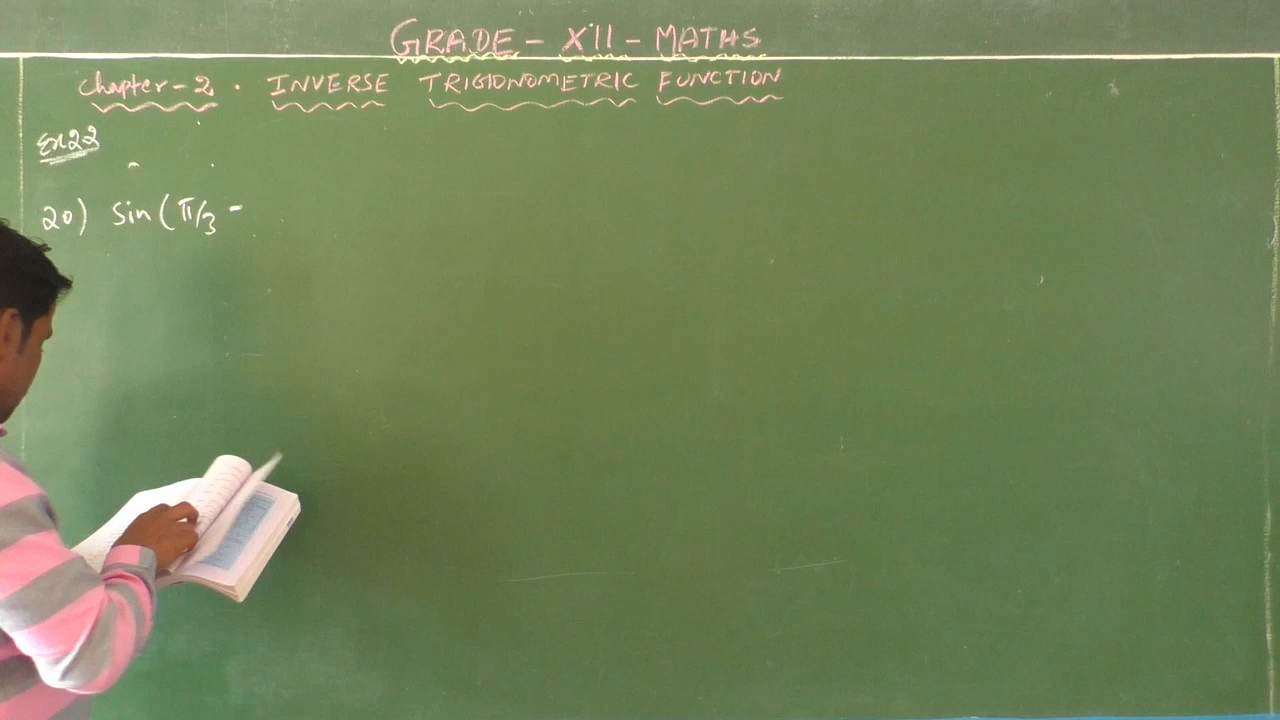 GRADE - XII - MATHS
Chapter - 2 . INVERSE TRIGONOMETRIC FUNCTION
Ex 2.2
20) sin(π/3 -